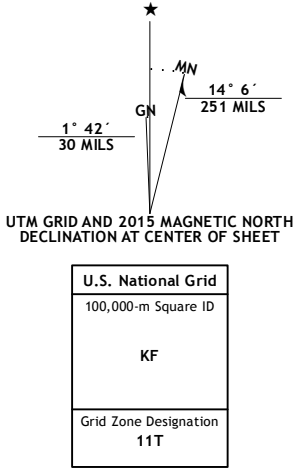 ★
MN
GN
14° 6´
251 MILS
1° 42´
30 MILS
UTM GRID AND 2015 MAGNETIC NORTH
DECLINATION AT CENTER OF SHEET
U.S. National Grid
100,000-m Square ID
KF
Grid Zone Designation
11T